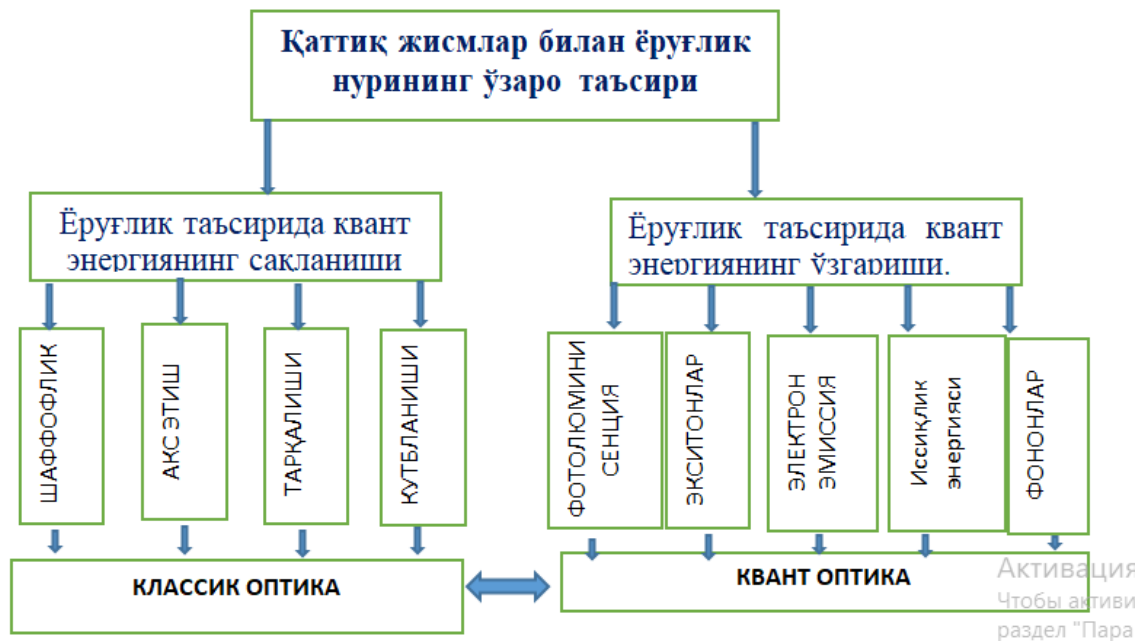 Қаттиқ жисмлар билан ёруғлик
нурининг ўзаро таъсири
Ёруғлик таъсирида квант
энергиянинг сақланиши
Ёруғлик таъсирида квант
энергиянинг ўзгариши.
ШАФФОФЛИК
АКС ЭТИШ
ТАРҚАЛИШИ
КУТБЛАНИШИ
ФОТОЛЮМИНИ
СЕНЦИЯ
ЭКСИТОНЛАР
ЭЛЕКТРОН
ЭМИССИЯ
Иссиқлик
энергияси
ФОНОНЛАР
КЛАССИК ОПТИКА
КВАНТ ОПТИКА
Активация
Чтобы активи
раздел "Пара